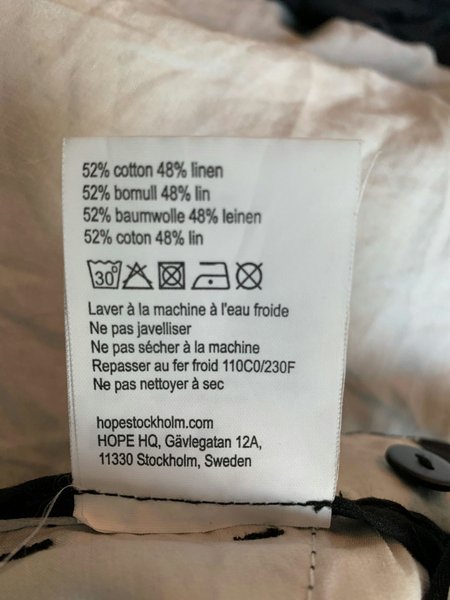 52% cotton 48% linen
52% bomull 48% lin
52% baumwolle 48% leinen
52% coton 48% lin
30°
Laver à la machine à l'eau froide
Ne pas javelliser
Ne pas sécher à la machine
Repasser au fer froid 110C0/230F
Ne pas nettoyer à sec
hopestockholm.com
HOPE HQ, Gävlegatan 12A,
11330 Stockholm, Sweden